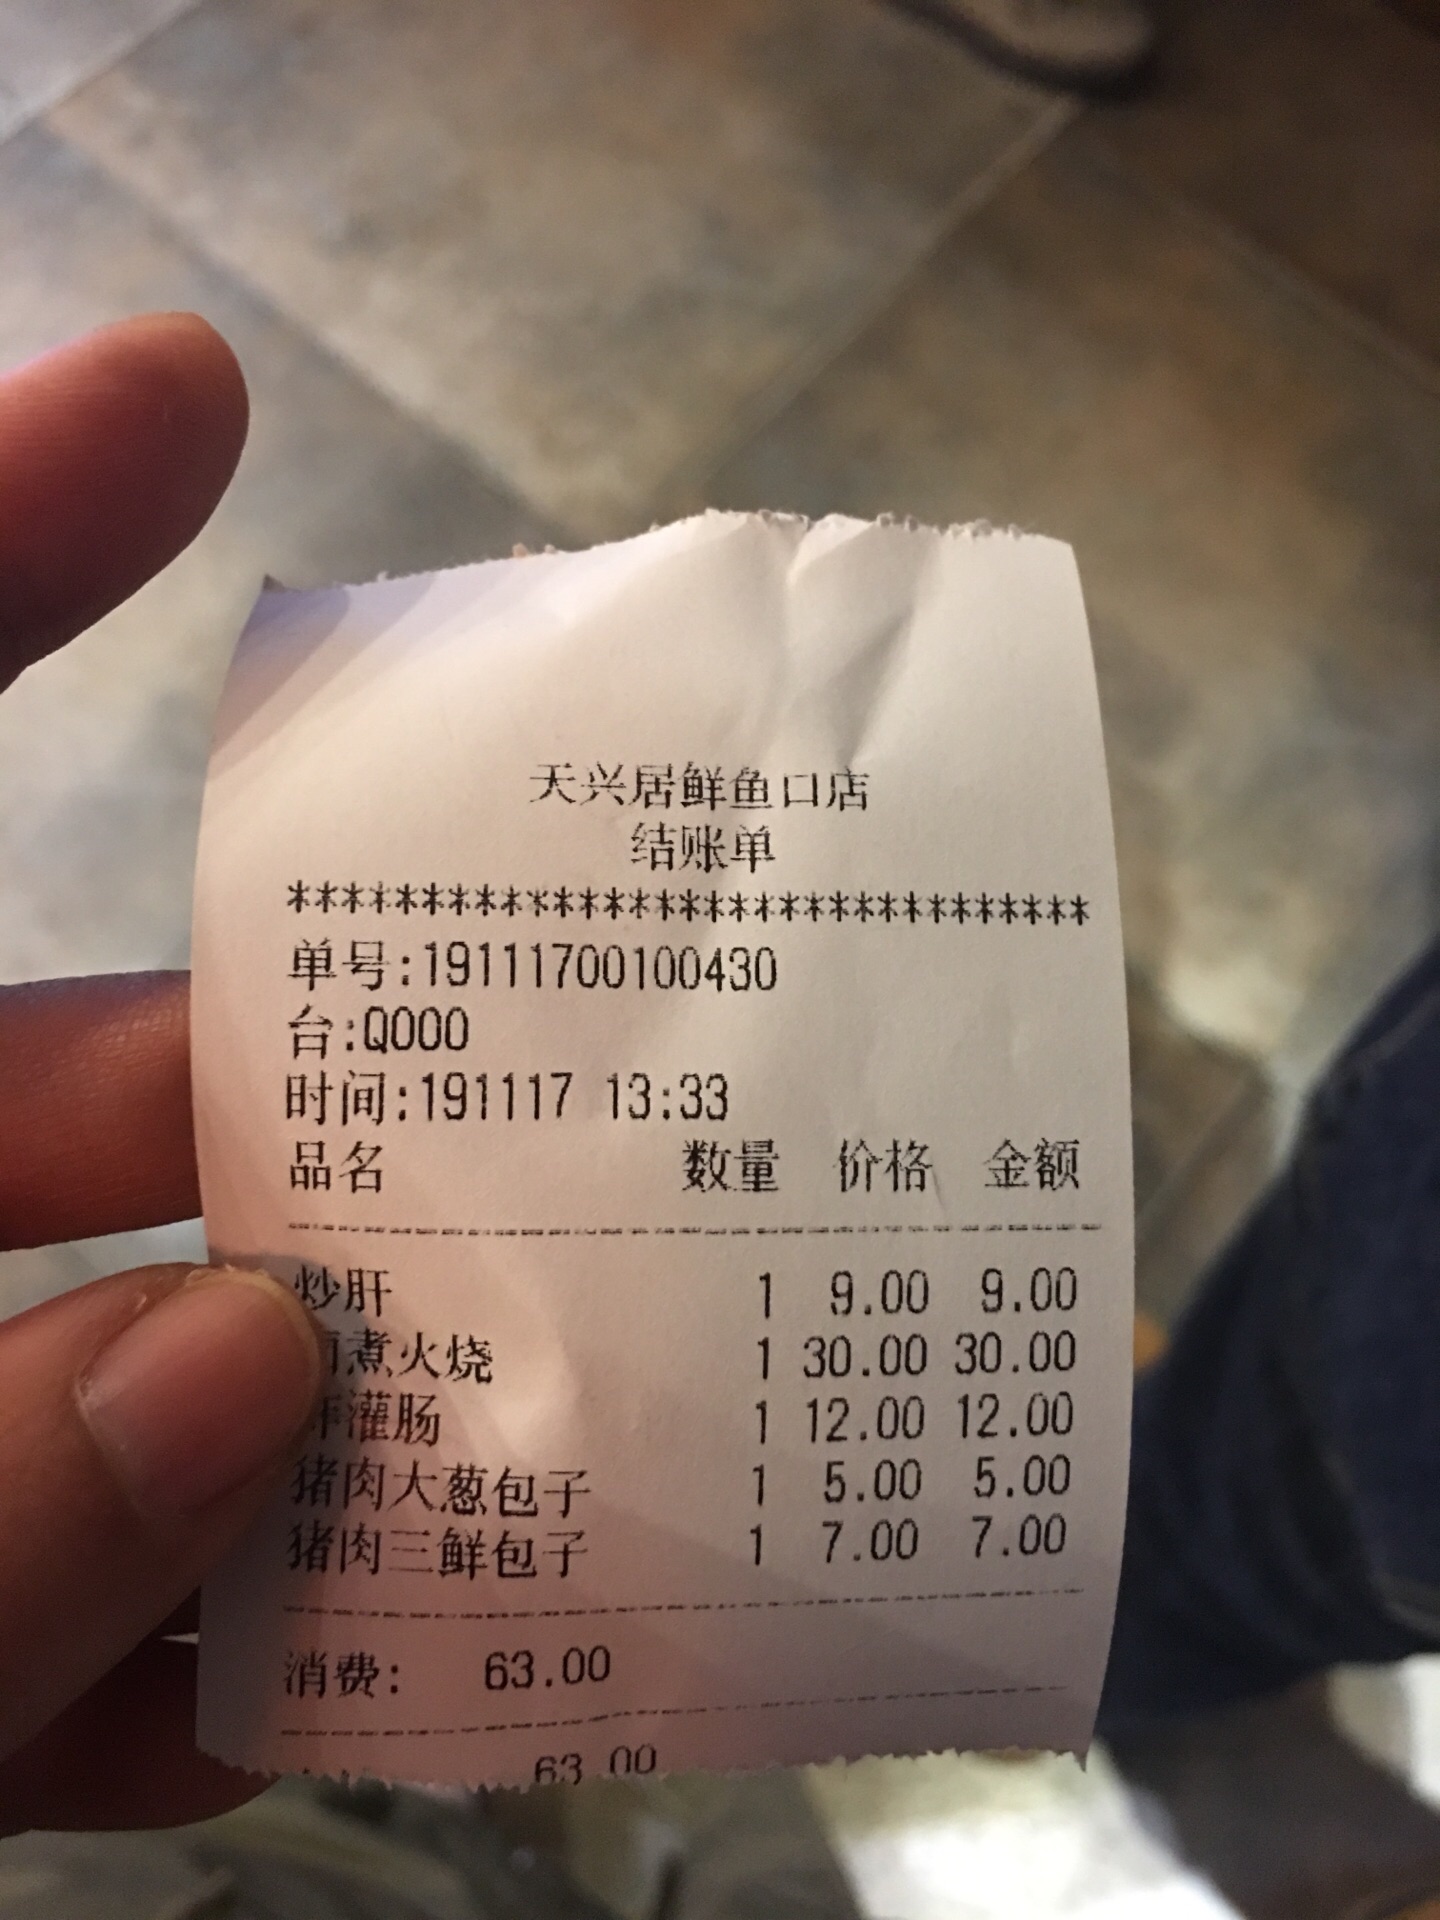 天兴居鲜鱼口店
结账单
********************************
单号:19111700100430
台:Q000
时间:191117 13:33
品名 数量 价格 金额
炒肝 1 9.00 9.00
卤煮火烧 1 30.00 30.00
灌肠 1 12.00 12.00
猪肉大葱包子 1 5.00 5.00
猪肉三鲜包子 1 7.00 7.00
消费: 63.00
63.00